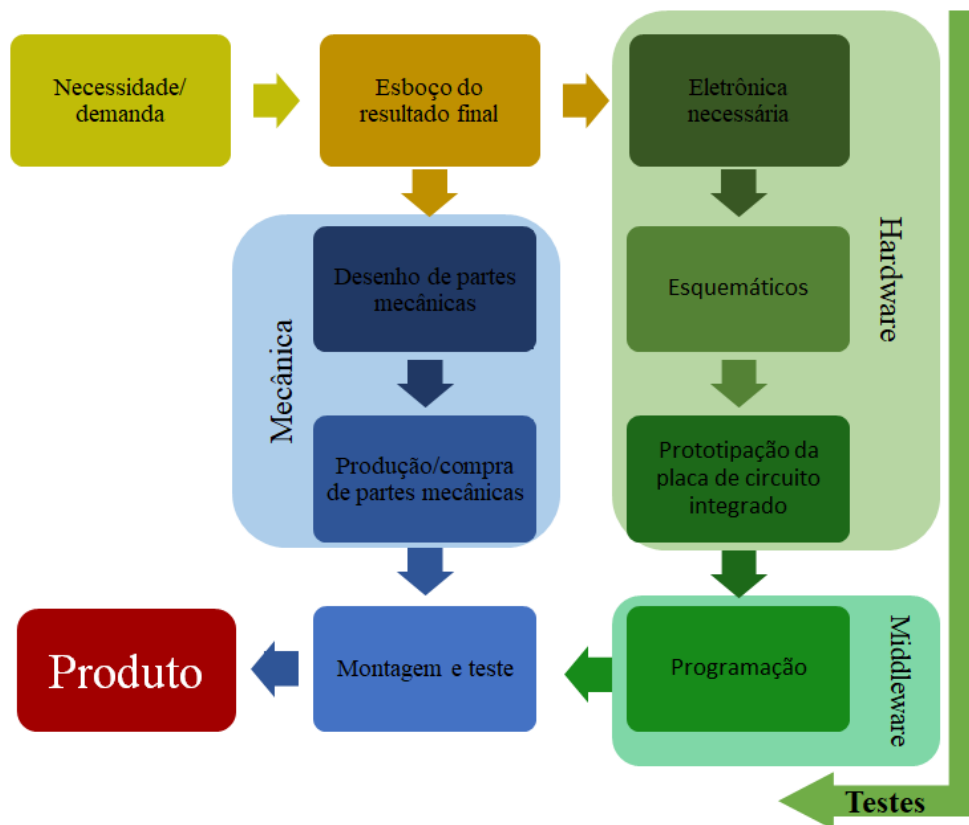 Necessidade/
demanda
Esboço do
resultado final
Eletrônica
necessária
Hardware
Mecânica
Desenho de partes
mecânicas
Esquemáticos
Produção/compra
de partes mecânicas
Prototipação da
placa de circuito
integrado
Produto
Montagem e teste
Programação
Middleware
Testes